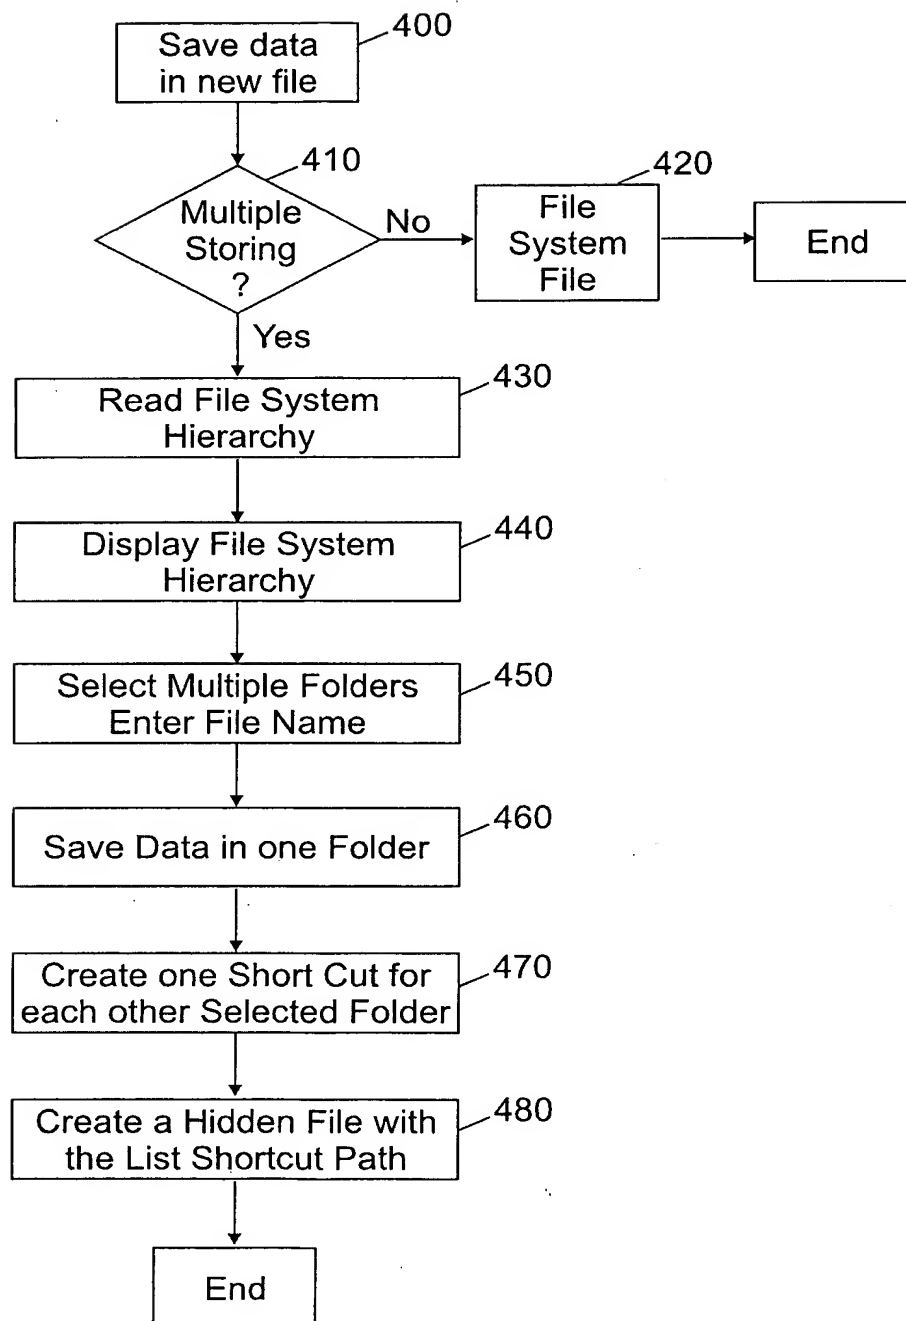 Save data
in new file
400
Multiple
Storing
?
410
No
File
System
File
420
End
Yes
Read File System
Hierarchy
430
Display File System
Hierarchy
440
Select Multiple Folders
Enter File Name
450
Save Data in one Folder
460
Create one Short Cut for
each other Selected Folder
470
Create a Hidden File with
the List Shortcut Path
480
End